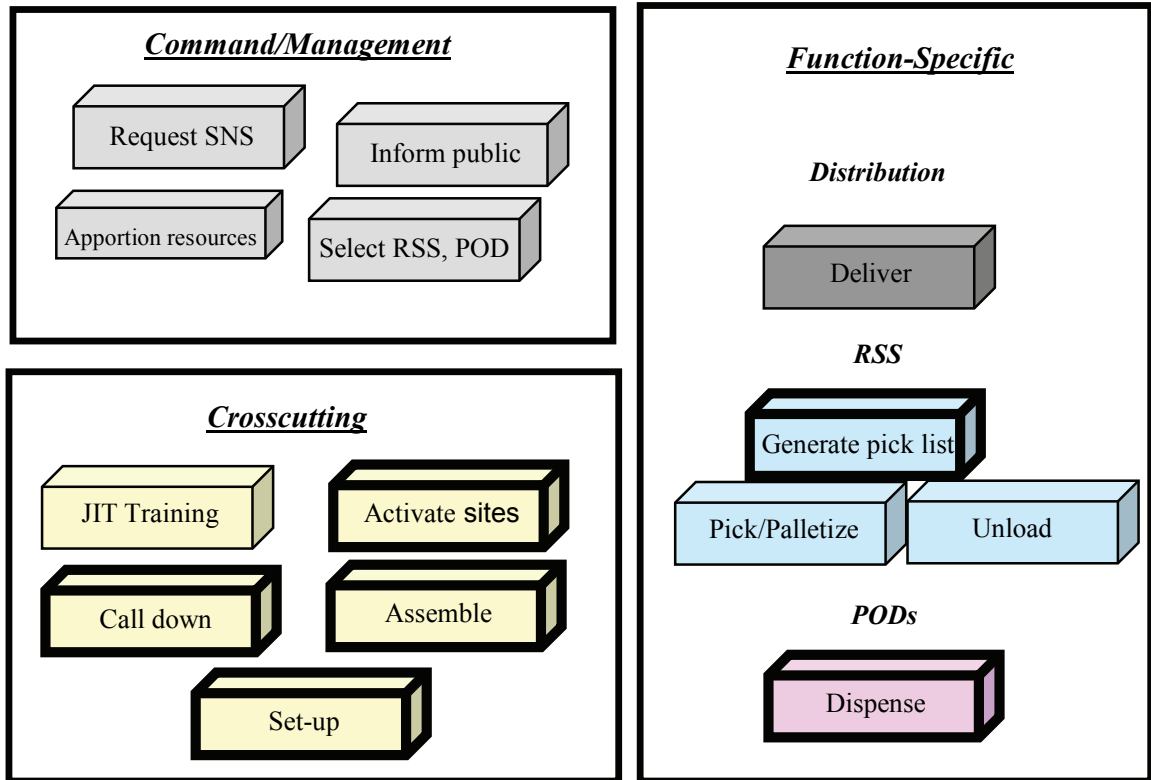 Command/Management
Request SNS
Inform public
Apportion resources
Select RSS, POD
Crosscutting
JIT Training
Activate sites
Call down
Assemble
Set-up
Function-Specific
Distribution
Deliver
RSS
Generate pick list
Pick/Palletize
Unload
PODs
Dispense